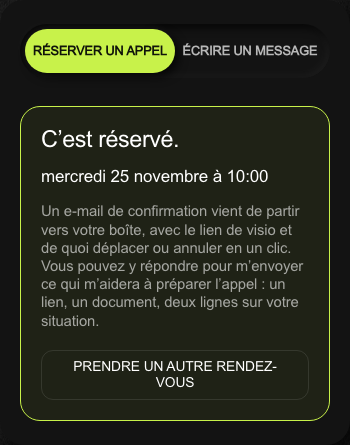 RÉSERVER UN APPEL
ÉCRIRE UN MESSAGE
C’est réservé.
mercredi 25 novembre à 10:00
Un e-mail de confirmation vient de partir
vers votre boîte, avec le lien de visio et
de quoi déplacer ou annuler en un clic.
Vous pouvez y répondre pour m’envoyer
ce qui m’aidera à préparer l’appel : un
lien, un document, deux lignes sur votre
situation.
PRENDRE UN AUTRE RENDEZ-
VOUS